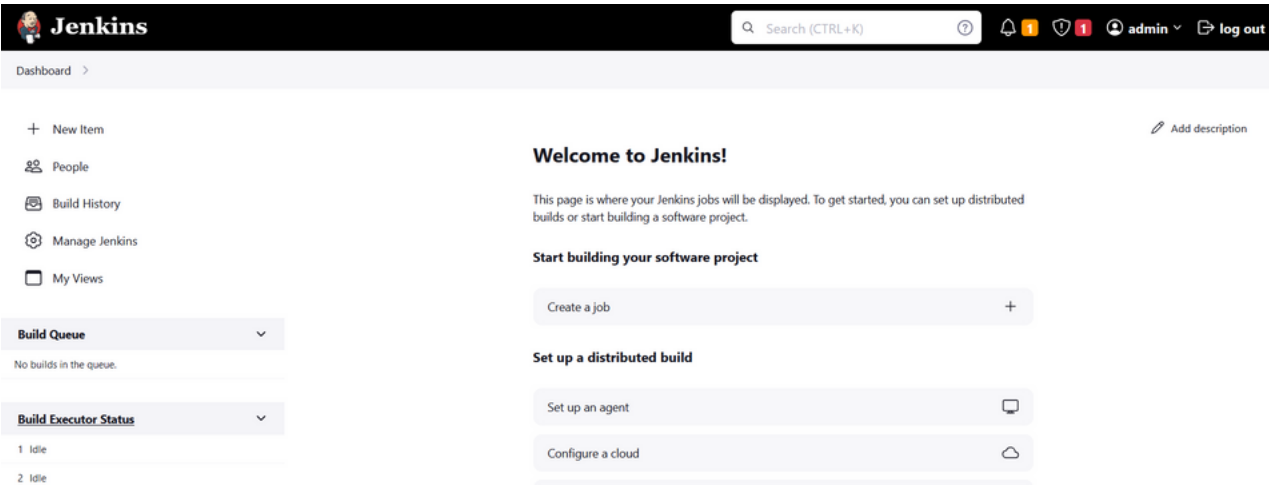 Jenkins
Search (CTRL+K)
1
1
admin
log out
Dashboard
New Item
People
Build History
Manage Jenkins
My Views
Build Queue
No builds in the queue.
Build Executor Status
1 Idle
2 Idle
Add description
Welcome to Jenkins!
This page is where your Jenkins jobs will be displayed. To get started, you can set up distributed
builds or start building a software project.
Start building your software project
Create a job
Set up a distributed build
Set up an agent
Configure a cloud